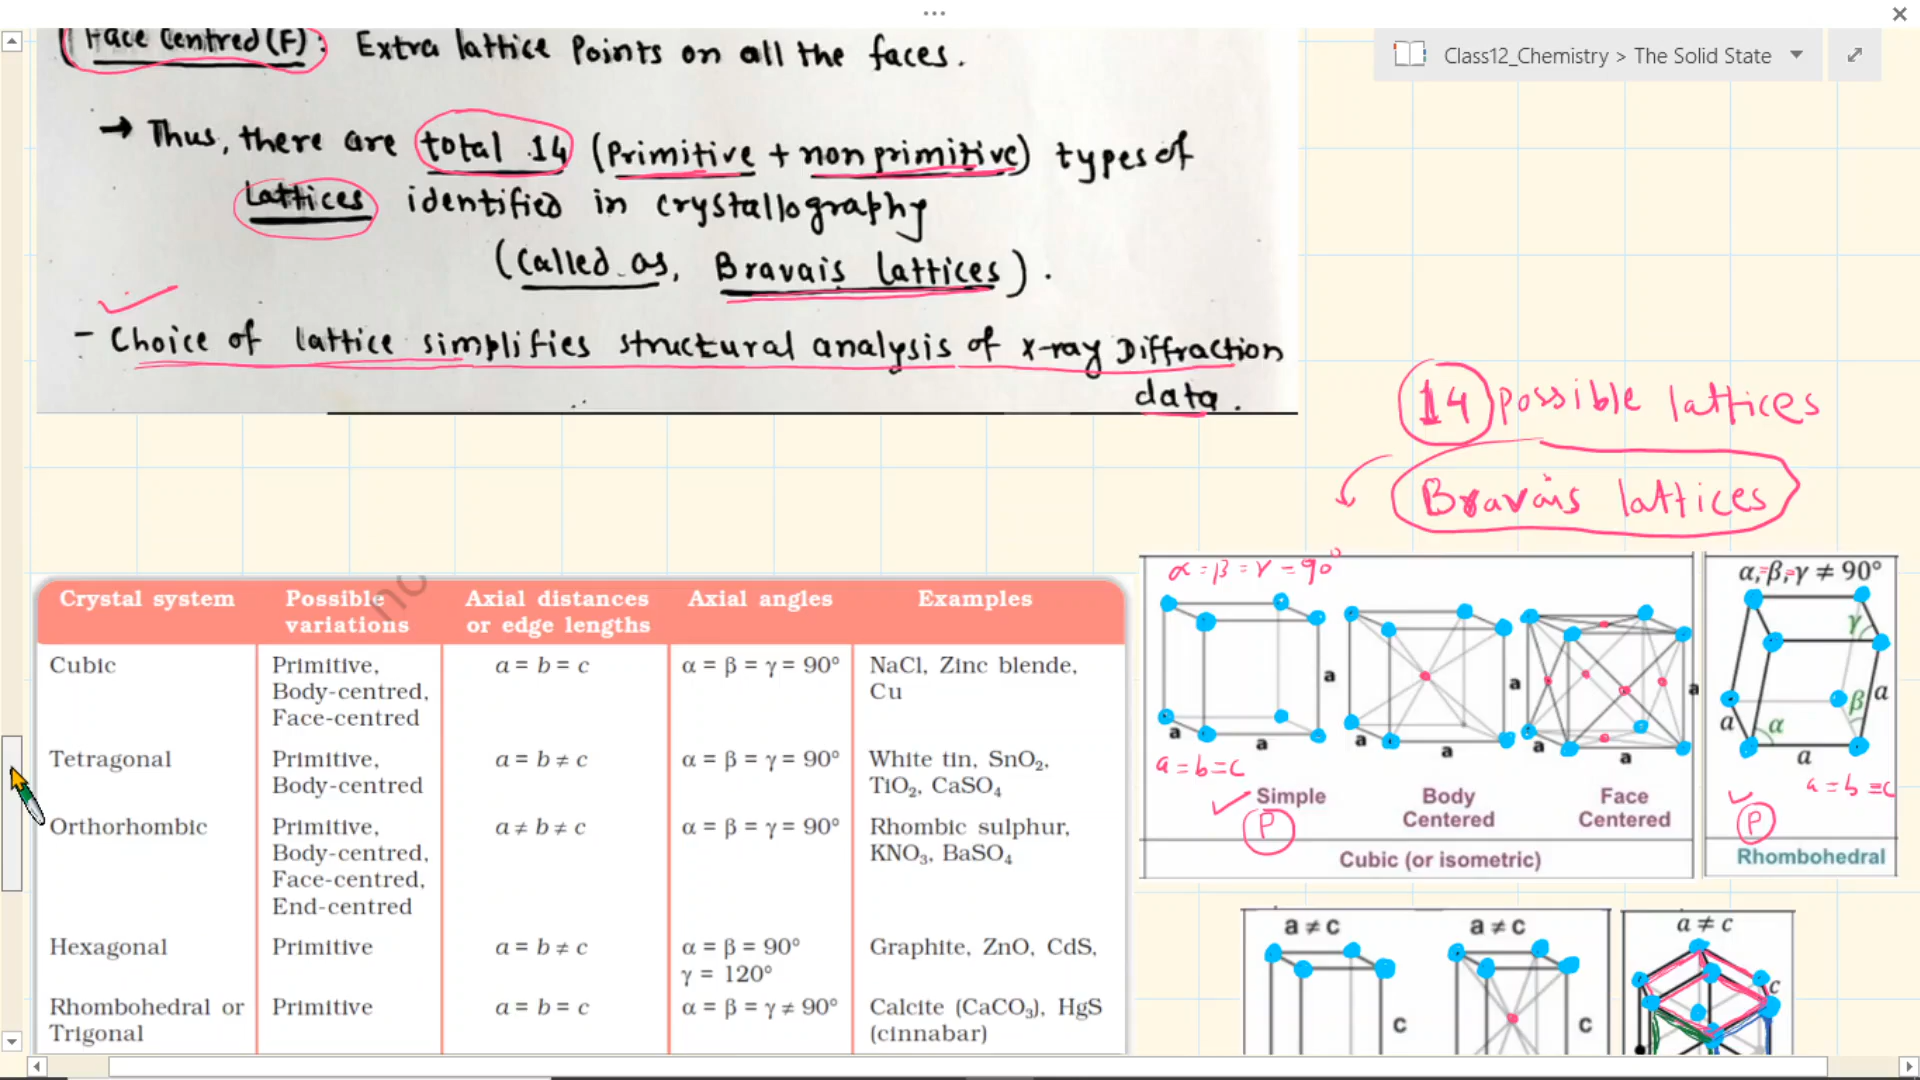 Class12_Chemistry > The Solid State
Face Centred (F): Extra lattice Points on all the faces.
→ Thus, there are total 14 (Primitive + nonprimitive) types of
lattices identified in crystallography
(Called as, Bravais lattices).
- Choice of lattice simplifies structural analysis of x-ray Diffraction
data.
14 possible lattices
Bravais lattices
Crystal system Possible variations Axial distances or edge lengths Axial angles Examples
Cubic Primitive, a = b = c α = β = γ = 90° NaCl, Zinc blende,
Body-centred, Cu
Face-centred
Tetragonal Primitive, a = b ≠ c α = β = γ = 90° White tin, SnO₂,
Body-centred TiO₂, CaSO₄
Orthorhombic Primitive, a ≠ b ≠ c α = β = γ = 90° Rhombic sulphur,
Body-centred, KNO₃, BaSO₄
Face-centred,
End-centred
Hexagonal Primitive a = b ≠ c α = β = 90° Graphite, ZnO, CdS,
γ = 120°
Rhombohedral or Primitive a = b = c α = β = γ ≠ 90° Calcite (CaCO₃), HgS
Trigonal (cinnabar)
α = β = γ = 90°
a a a a a a a a a
a = b = c
Simple Body Face
Centered Centered
P
Cubic (or isometric)
α, = β, = γ ≠ 90°
γ
β a
a α
a
a = b = c
P
Rhombohedral
a ≠ c a ≠ c a ≠ c
c c c